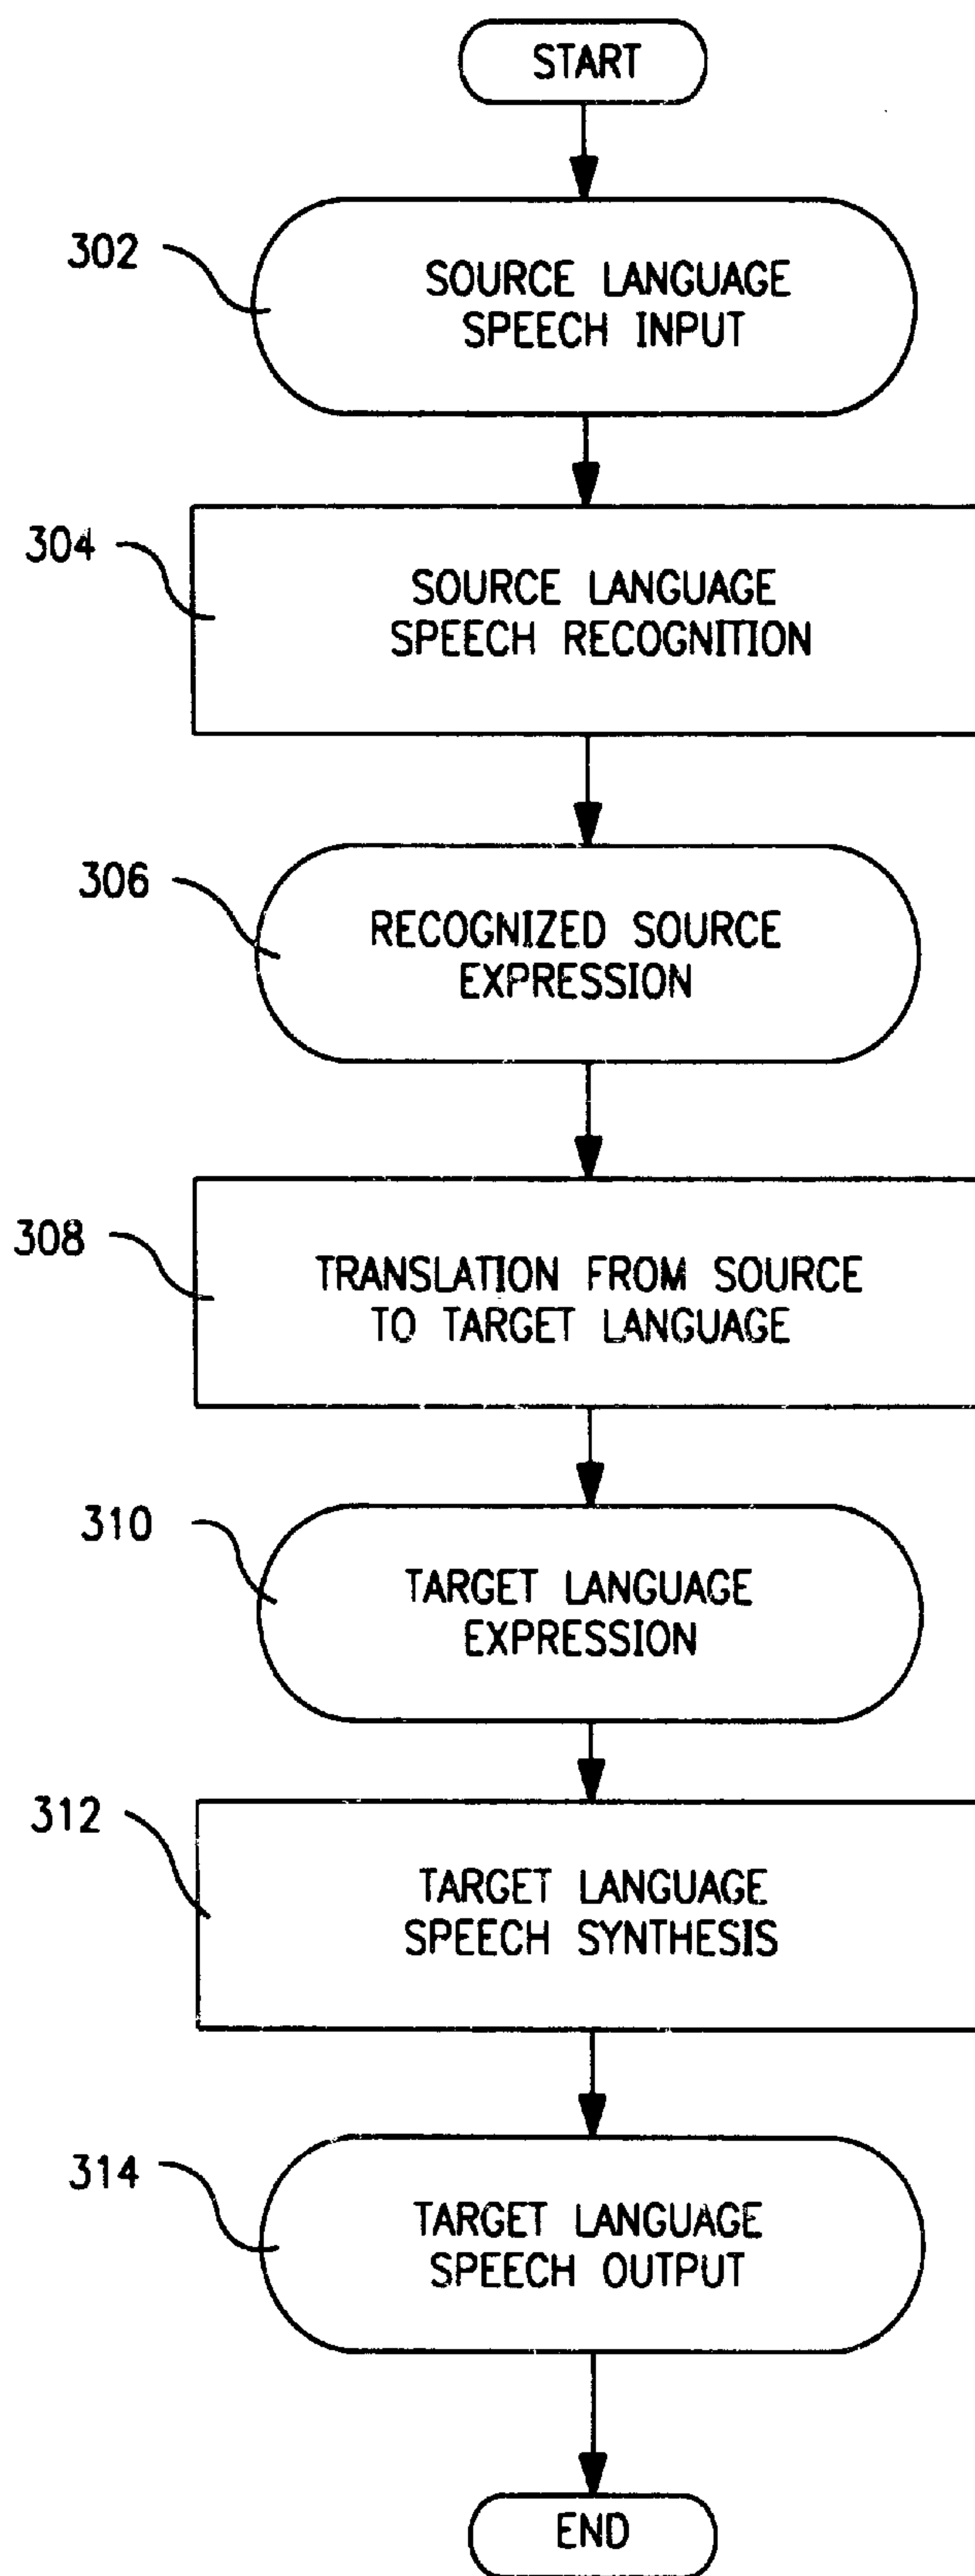 START
302
SOURCE LANGUAGE
SPEECH INPUT
304
SOURCE LANGUAGE
SPEECH RECOGNITION
306
RECOGNIZED SOURCE
EXPRESSION
308
TRANSLATION FROM SOURCE
TO TARGET LANGUAGE
310
TARGET LANGUAGE
EXPRESSION
312
TARGET LANGUAGE
SPEECH SYNTHESIS
314
TARGET LANGUAGE
SPEECH OUTPUT
END